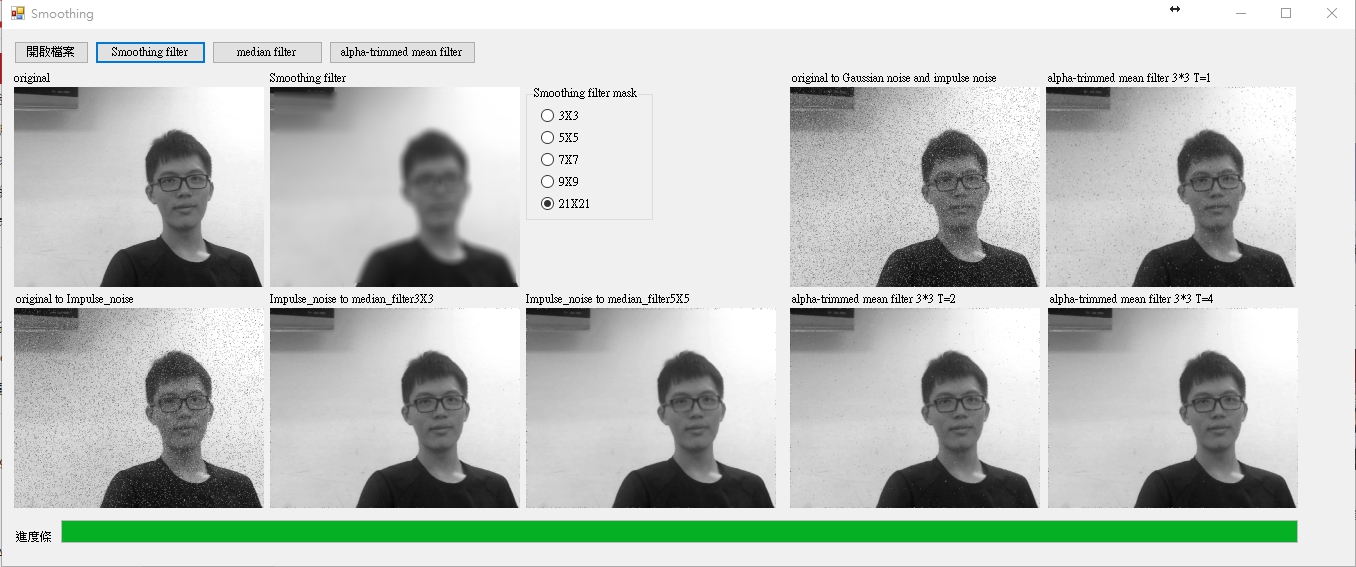 Smoothing
開啟檔案
Smoothing filter
median filter
alpha-trimmed mean filter
original
Smoothing filter
Smoothing filter mask
3X3
5X5
7X7
9X9
21X21
original to Gaussian noise and impulse noise
alpha-trimmed mean filter 3*3 T=1
original to Impulse_noise
Impulse_noise to median_filter3X3
Impulse_noise to median_filter5X5
alpha-trimmed mean filter 3*3 T=2
alpha-trimmed mean filter 3*3 T=4
進度條